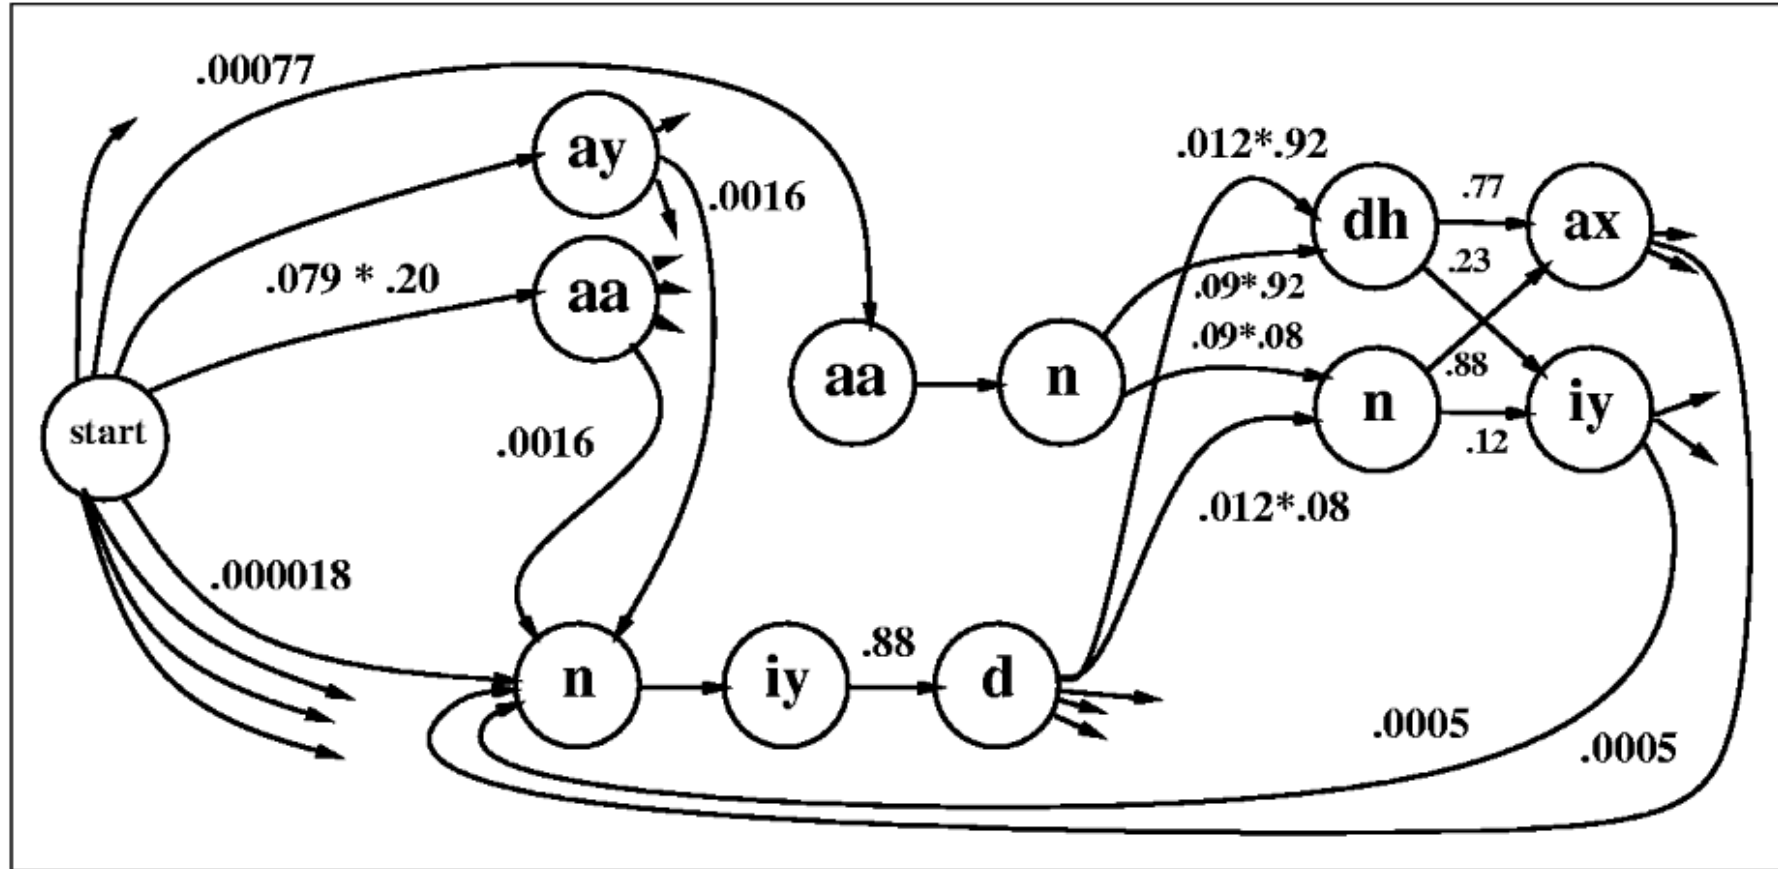 .00077
ay
.012*.92
dh
.77
ax
.0016
.079 * .20
aa
.23
.09*.92
.09*.08
aa
n
.88
n
iy
start
.0016
.12
.012*.08
.000018
.88
n
iy
d
.0005
.0005